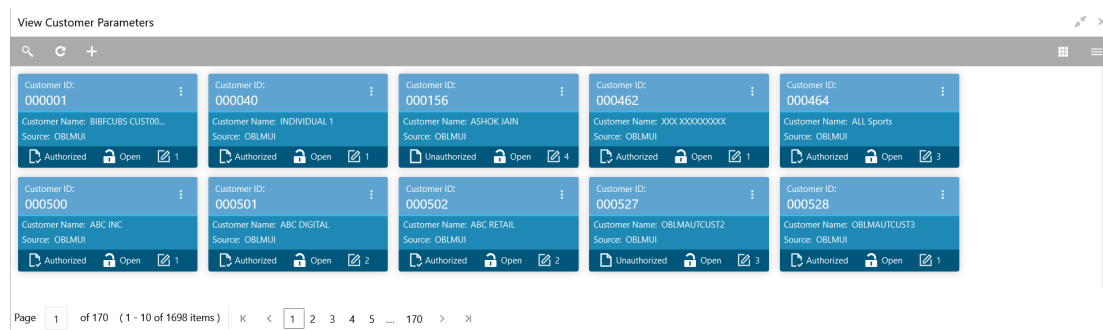 View Customer Parameters
Customer ID: Customer ID: Customer ID: Customer ID: Customer ID:
000001 000040 000156 000462 000464
Customer Name: BIBFCUBS CUST00... Customer Name: INDIVIDUAL 1 Customer Name: ASHOK JAIN Customer Name: XXX XXXXXXXXX Customer Name: ALL Sports
Source: OBLMUI Source: OBLMUI Source: OBLMUI Source: OBLMUI Source: OBLMUI
Authorized Open 1 Authorized Open 1 Unauthorized Open 4 Authorized Open 1 Authorized Open 3
Customer ID: Customer ID: Customer ID: Customer ID: Customer ID:
000500 000501 000502 000527 000528
Customer Name: ABC INC Customer Name: ABC DIGITAL Customer Name: ABC RETAIL Customer Name: OBLMAUTCUST2 Customer Name: OBLMAUTCUST3
Source: OBLMUI Source: OBLMUI Source: OBLMUI Source: OBLMUI Source: OBLMUI
Authorized Open 1 Authorized Open 2 Authorized Open 2 Unauthorized Open 3 Authorized Open 1
Page 1 of 170 (1 - 10 of 1698 items) 1 2 3 4 5 .... 170